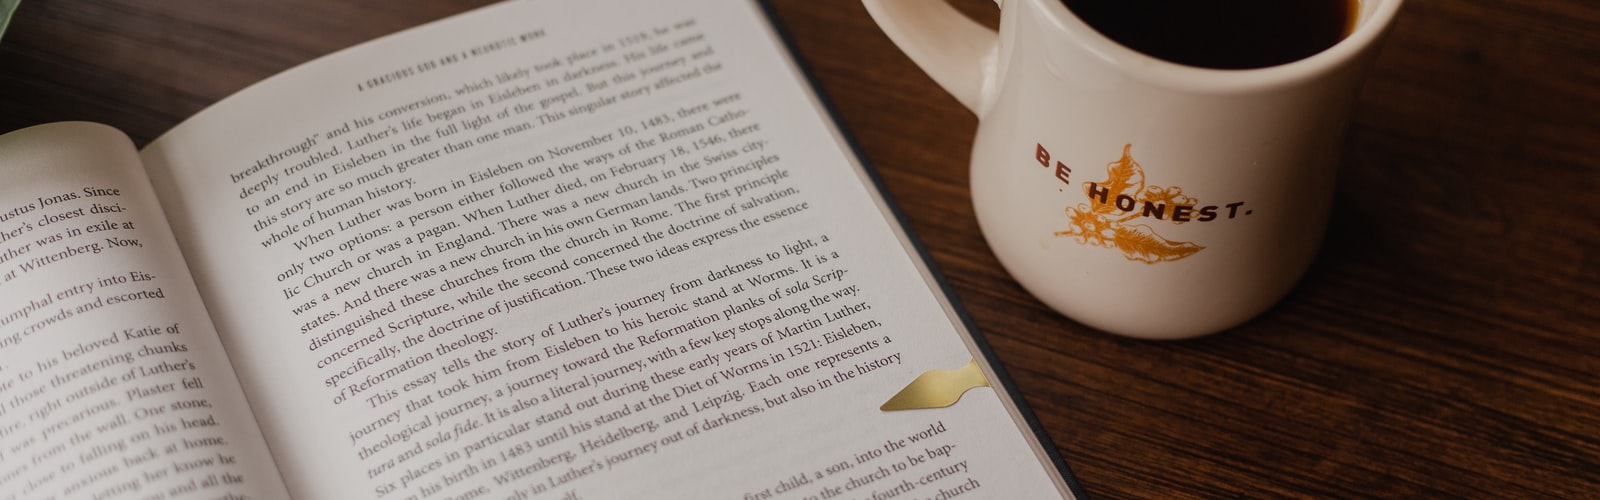 ustus Jonas. Since
her's closest disci-
ther was in exile at
at Wittenberg. Now,
umphal entry into Eis-
ng crowds and escorted
te to his beloved Katie of
l those threatening chunks
fire, right outside of Luther's
l was precarious. Plaster fell
ones from the wall. One stone,
close to falling on his head.
anxious back at home.
letting her know he
and all the
A GRACIOUS GOD AND A NEUROTIC MONK
breakthrough" and his conversion, which likely took place in 1519, he was
deeply troubled. Luther's life began in Eisleben in darkness. His life came
to an end in Eisleben in the full light of the gospel. But this journey and
this story are so much greater than one man. This singular story affected the
whole of human history.
When Luther was born in Eisleben on November 10, 1483, there were
only two options: a person either followed the ways of the Roman Catho-
lic Church or was a pagan. When Luther died, on February 18, 1546, there
was a new church in England. There was a new church in the Swiss city-
states. And there was a new church in his own German lands. Two principles
distinguished these churches from the church in Rome. The first principle
concerned Scripture, while the second concerned the doctrine of salvation,
specifically, the doctrine of justification. These two ideas express the essence
of Reformation theology.
This essay tells the story of Luther's journey from darkness to light, a
journey that took him from Eisleben to his heroic stand at Worms. It is a
theological journey, a journey toward the Reformation planks of sola Scrip-
tura and sola fide. It is also a literal journey, with a few key stops along the way.
Six places in particular stand out during these early years of Martin Luther,
his birth in 1483 until his stand at the Diet of Worms in 1521: Eisleben,
Rome, Wittenberg, Heidelberg, and Leipzig. Each one represents a
in Luther's journey out of darkness, but also in the history
first child, a son, into the world
to the church to be bap-
fourth-century
church
BE HONEST.